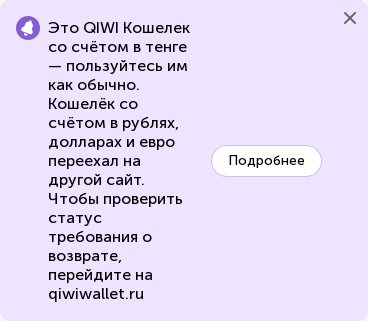 Это QIWI Кошелек
со счётом в тенге
— пользуйтесь им
как обычно.
Кошелёк со
счётом в рублях,
долларах и евро
переехал на
другой сайт.
Чтобы проверить
статус
требования о
возврате,
перейдите на
qiwiwallet.ru
Подробнее